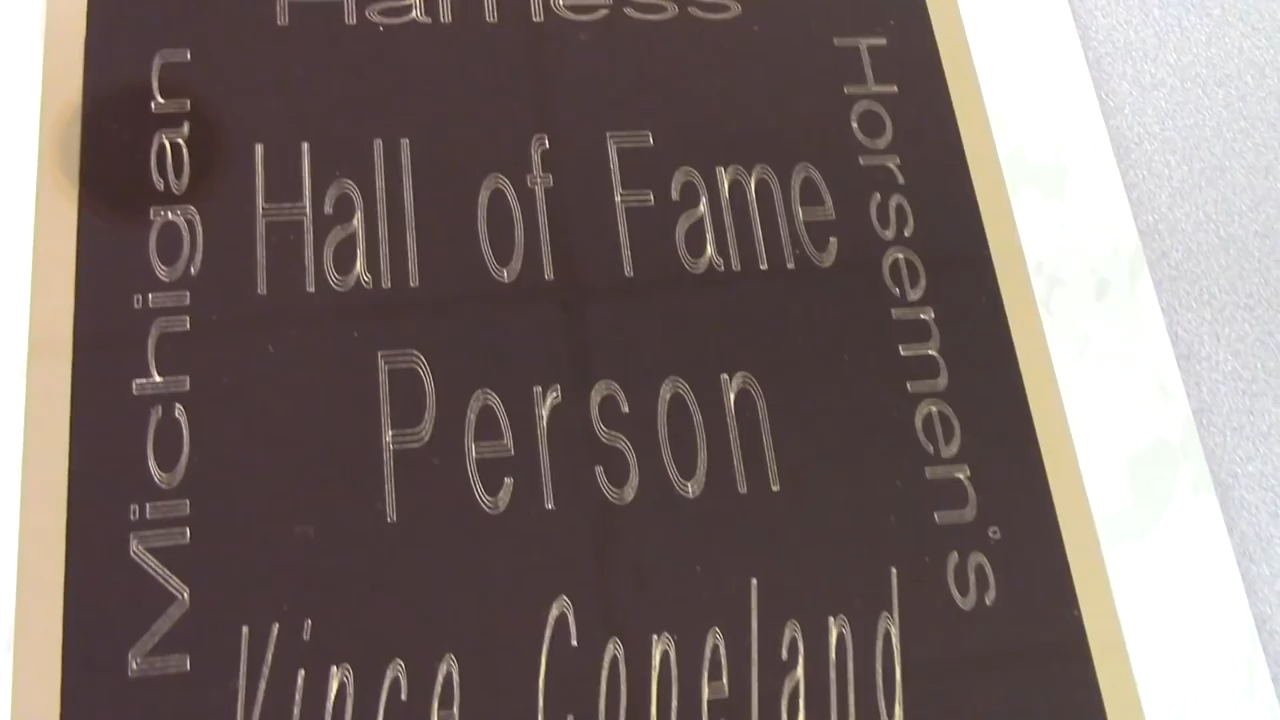 Harness
Michigan
Hall of Fame
Horsemen's
Person
Vince Copeland